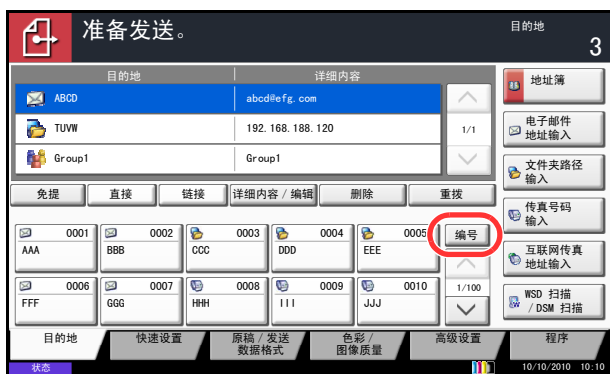 准备发送。
目的地
3
目的地 详细内容
ABCD abcd@efg.com
TUVW 192.168.188.120 1/1
Group1 Group1
免提 直接 链接 详细内容 / 编辑 删除 重拨
0001 0002 0003 0004 0005 编号
AAA BBB CCC DDD EEE
0006 0007 0008 0009 0010 1/100
FFF GGG HHH III JJJ
地址簿
电子邮件
地址输入
文件夹路径
输入
传真号码
输入
互联网传真
地址输入
WSD 扫描
/ DSM 扫描
目的地 快速设置 原稿 / 发送
数据格式
色彩 /
图像质量
高级设置 程序
状态 10/10/2010 10:10